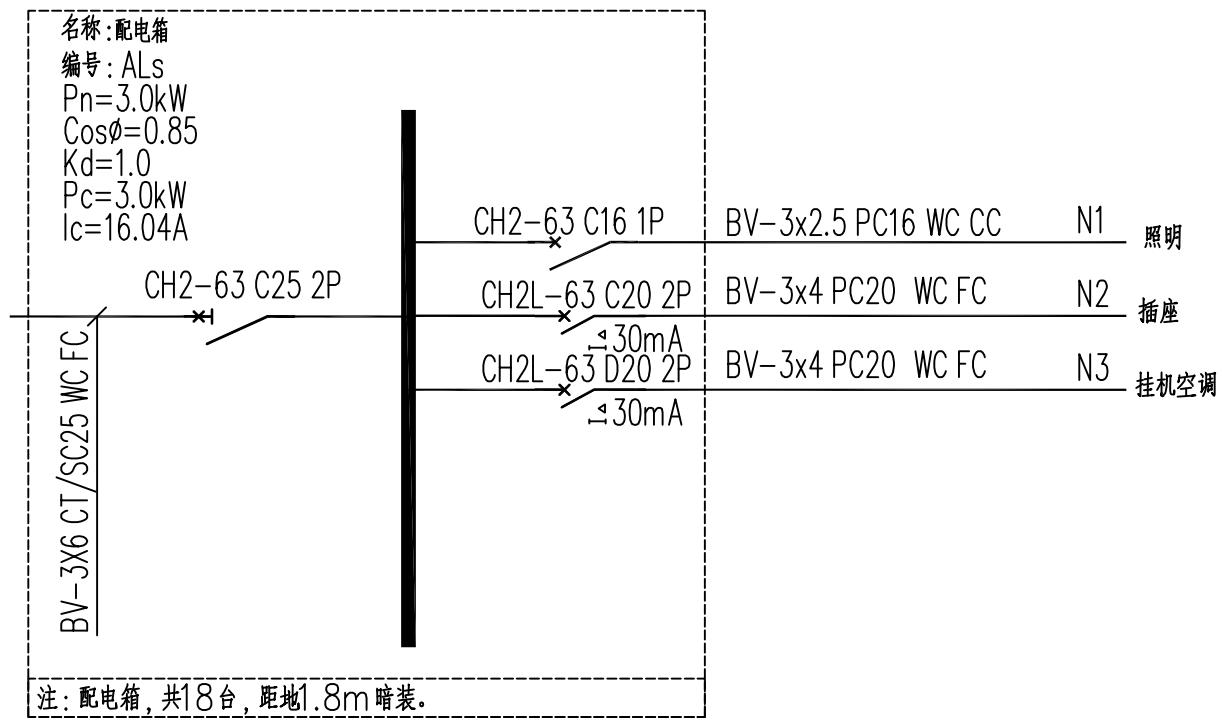 名称:配电箱
编号: ALs
Pn=3.0kW
Cosø=0.85
Kd=1.0
Pc=3.0kW
Ic=16.04A
CH2-63 C25 2P
BV-3X6 CT/SC25 WC FC
CH2-63 C16 1P
BV-3x2.5 PC16 WC CC
N1
照明
CH2L-63 C20 2P
30mA
BV-3x4 PC20 WC FC
N2
插座
CH2L-63 D20 2P
30mA
BV-3x4 PC20 WC FC
N3
挂机空调
注: 配电箱, 共18台, 距地1.8m暗装。